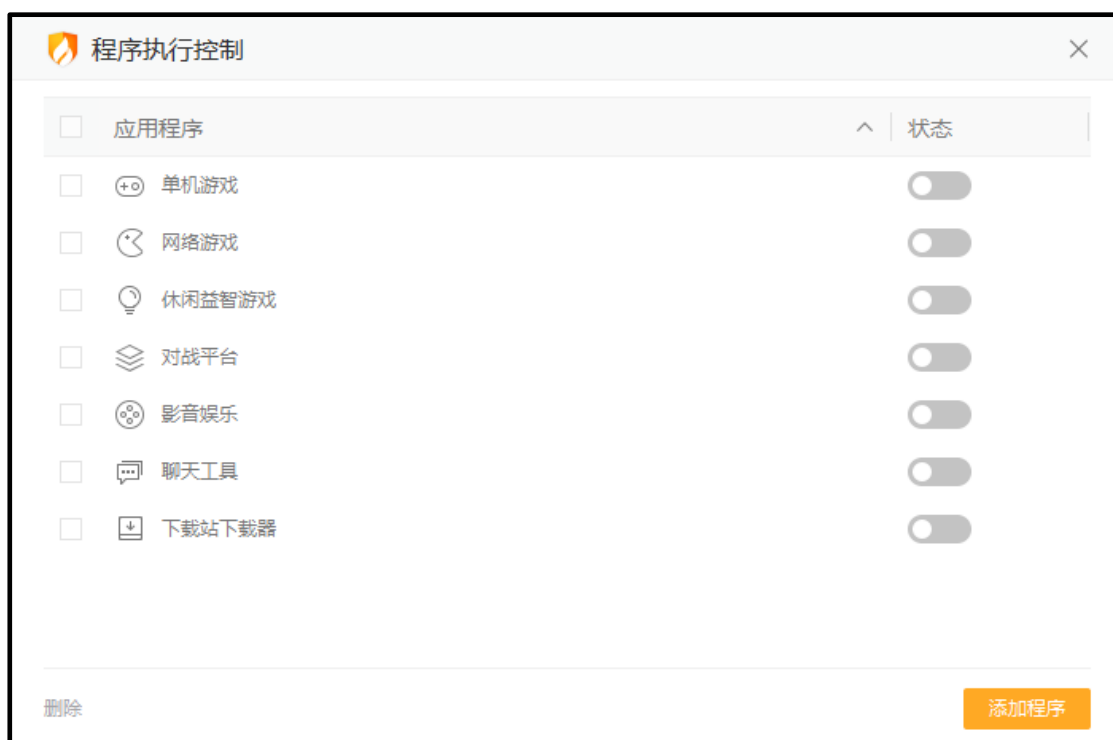 程序执行控制
应用程序 状态
单机游戏
网络游戏
休闲益智游戏
对战平台
影音娱乐
聊天工具
下载站下载器
删除 添加程序